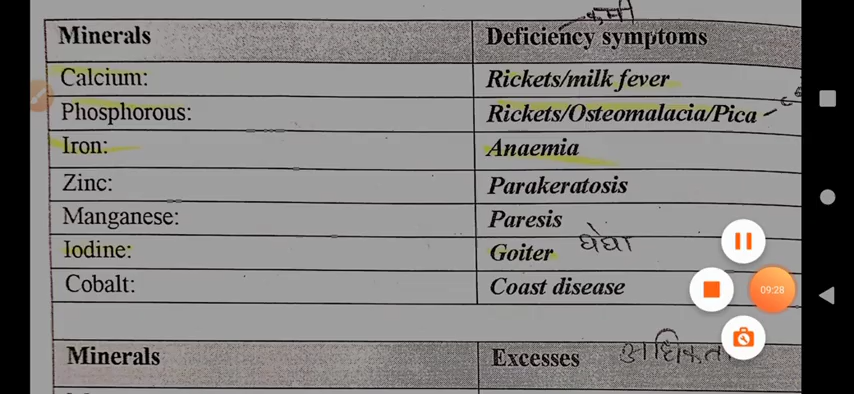 कमी
Minerals Deficiency symptoms
Calcium: Rickets/milk fever
Phosphorous: Rickets/Osteomalacia/Pica
Iron: Anaemia
Zinc: Parakeratosis
Manganese: Paresis
Iodine: Goiter घेघा
Cobalt: Coast disease
09:28
Minerals Excesses